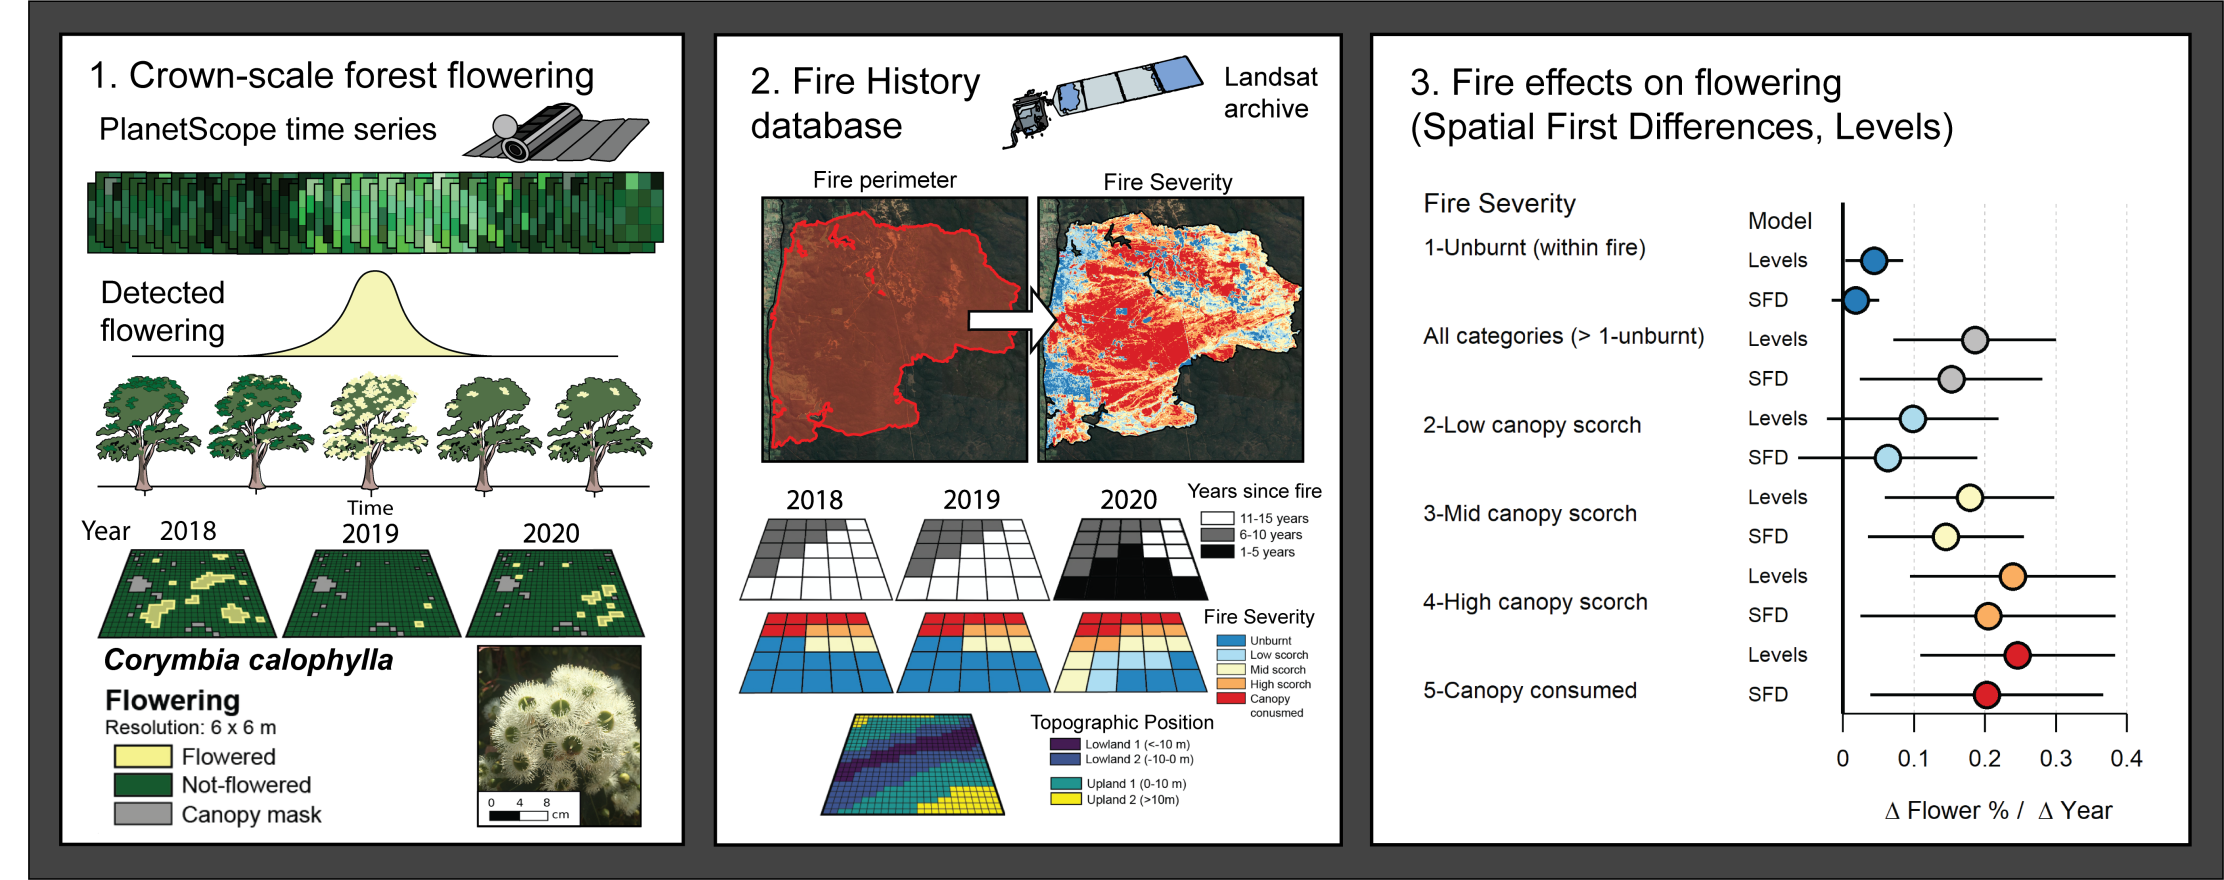 1. Crown-scale forest flowering
PlanetScope time series
Detected
flowering
Time
Year 2018 2019 2020
Corymbia calophylla
Flowering
Resolution: 6 x 6 m
Flowered
Not-flowered
Canopy mask
0 4 8
cm
2. Fire History
database
Landsat
archive
Fire perimeter
Fire Severity
2018 2019 2020
Years since fire
11-15 years
6-10 years
1-5 years
Fire Severity
Unburnt
Low scorch
Mid scorch
High scorch
Canopy
conusmed
Topographic Position
Lowland 1 (<-10 m)
Lowland 2 (-10-0 m)
Upland 1 (0-10 m)
Upland 2 (>10m)
3. Fire effects on flowering
(Spatial First Differences, Levels)
Fire Severity
Model
1-Unburnt (within fire)
Levels
SFD
All categories (> 1-unburnt)
Levels
SFD
2-Low canopy scorch
Levels
SFD
3-Mid canopy scorch
Levels
SFD
4-High canopy scorch
Levels
SFD
5-Canopy consumed
Levels
SFD
0 0.1 0.2 0.3 0.4
Δ Flower % / Δ Year